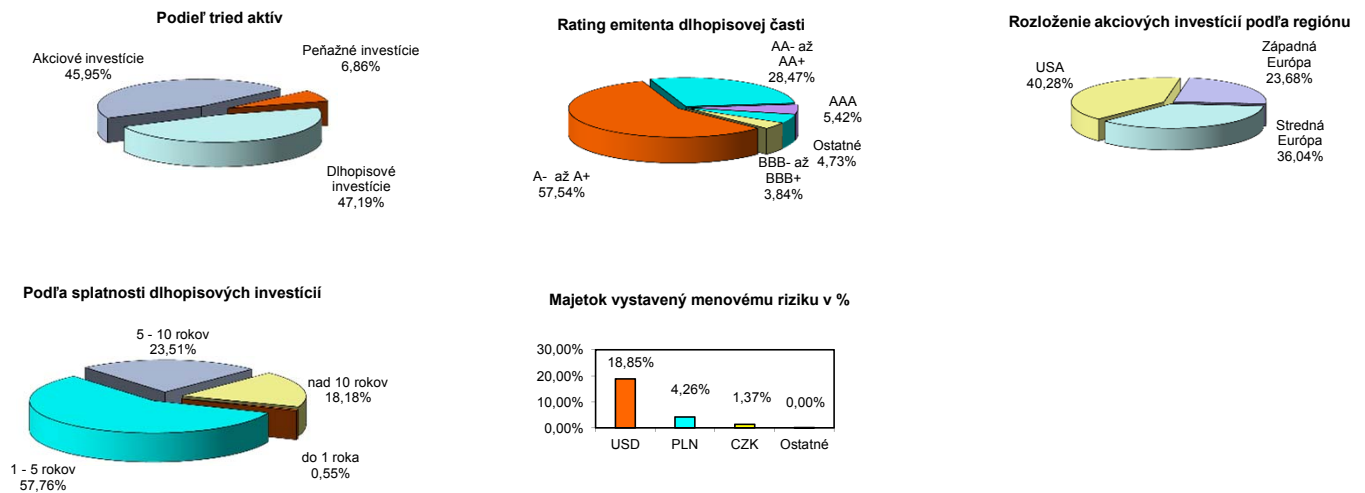 Podieľ tried aktív
Akciové investície
45,95%
Peňažné investície
6,86%
Dlhopisové
investície
47,19%
Rating emitenta dlhopisovej časti
AA- až
AA+
28,47%
AAA
5,42%
Ostatné
4,73%
BBB- až
BBB+
3,84%
A-  až A+
57,54%
Rozloženie akciových investícií podľa regiónu
USA
40,28%
Západná
Európa
23,68%
Stredná
Európa
36,04%
Podľa splatnosti dlhopisových investícií
5 - 10 rokov
23,51%
nad 10 rokov
18,18%
do 1 roka
0,55%
1 - 5 rokov
57,76%
Majetok vystavený menovému riziku v %
30,00%
20,00%
10,00%
0,00%
18,85%
4,26%
1,37%
0,00%
USD PLN CZK Ostatné